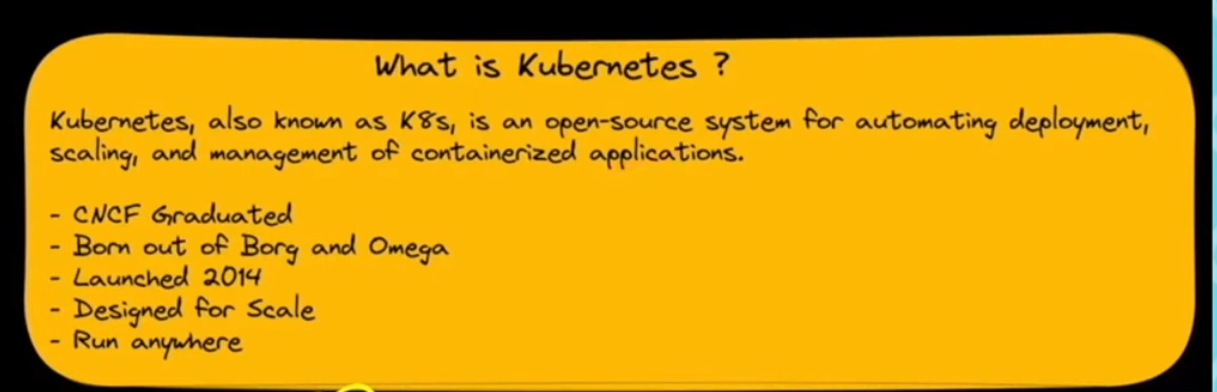 What is Kubernetes ?
Kubernetes, also known as K8s, is an open-source system for automating deployment,
scaling, and management of containerized applications.
- CNCF Graduated
- Born out of Borg and Omega
- Launched 2014
- Designed for Scale
- Run anywhere